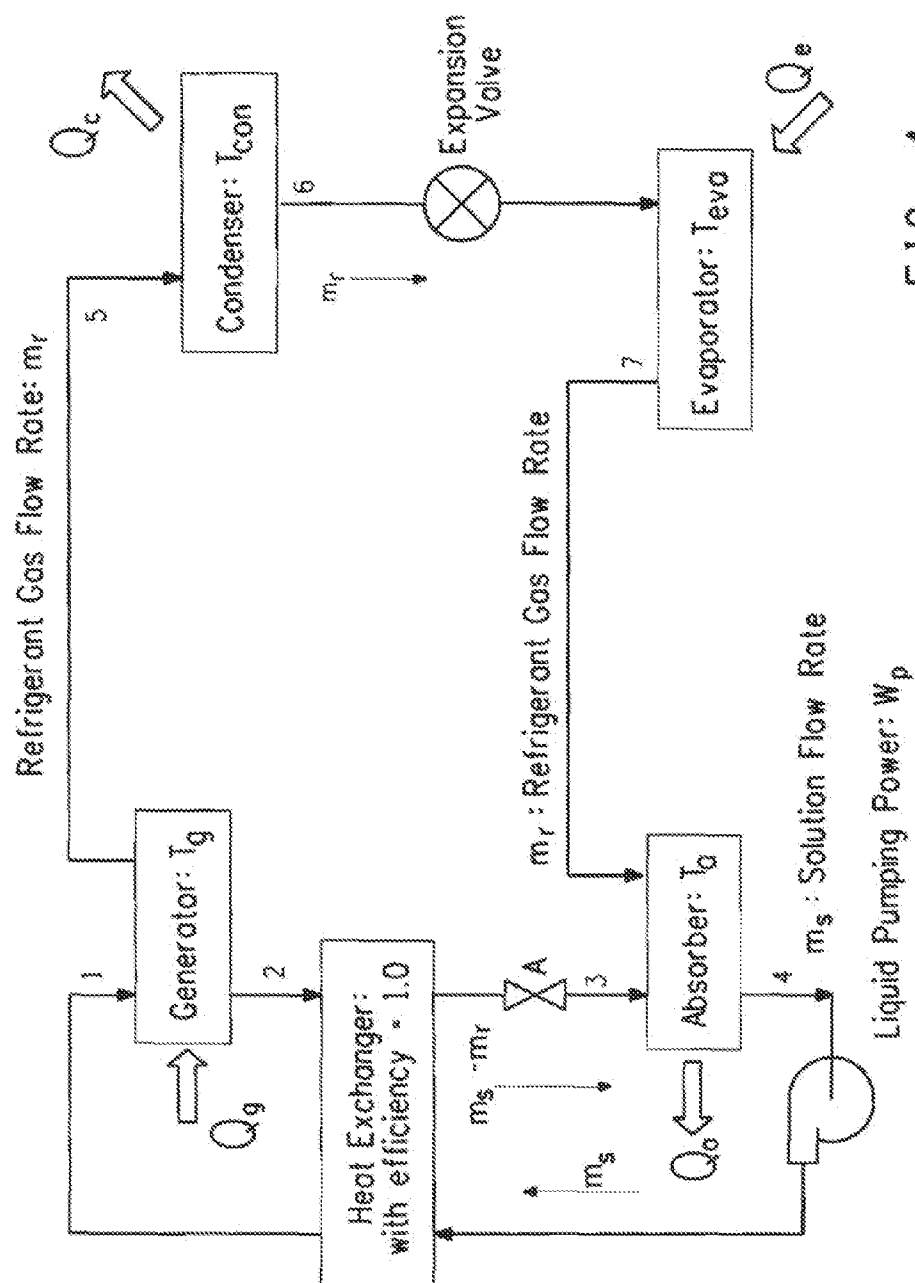 Refrigerant Gas Flow Rate: mr
1
5
Qg
Generator: Tg
2
Qc
Condenser: Tcon
6
Heat Exchanger:
with efficiency = 1.0
mr
Expansion
Valve
ms -mr
A
3
ms
mr : Refrigerant Gas Flow Rate
7
Qa
Absorber: Ta
4
Evaporator: Teva
Qe
ms : Solution Flow Rate
Liquid Pumping Power: Wp